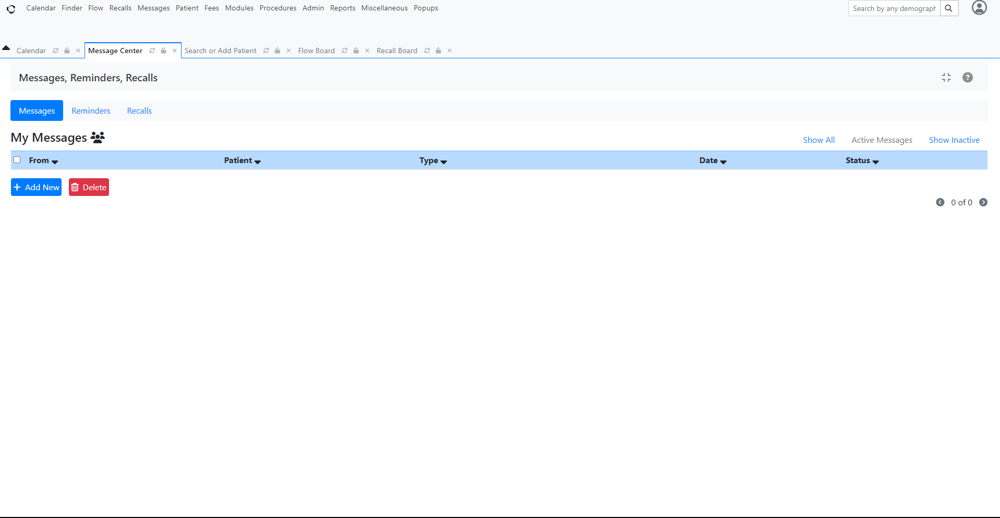 Calendar Finder Flow Recalls Messages Patient Fees Modules Procedures Admin Reports Miscellaneous Popups
Search by any demograph
Calendar Message Center Search or Add Patient Flow Board Recall Board
Messages, Reminders, Recalls
Messages Reminders Recalls
My Messages
Show All Active Messages Show Inactive
From Patient Type Date Status
Add New Delete
0 of 0